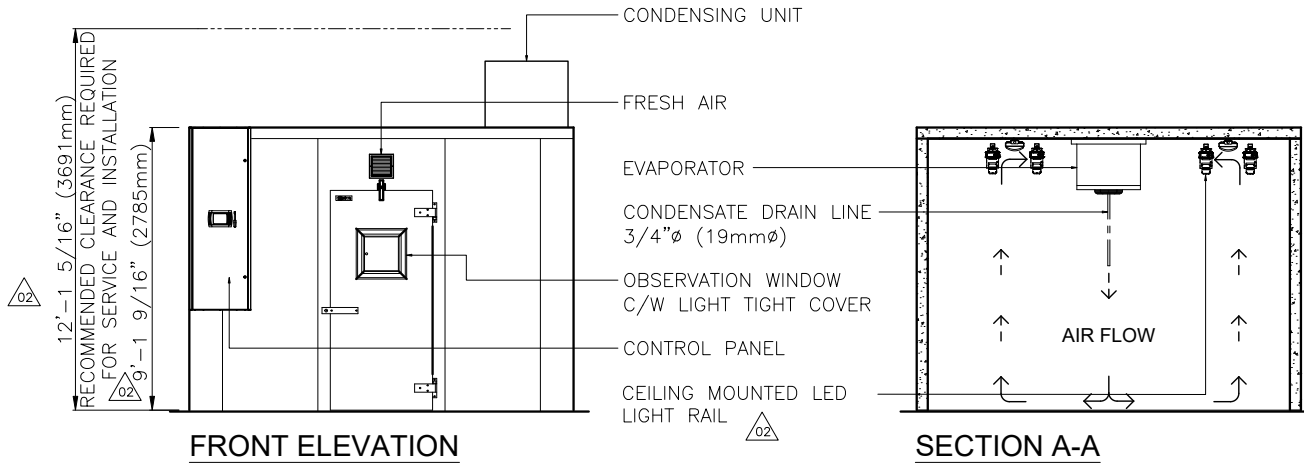 CONDENSING UNIT
FRESH AIR
EVAPORATOR
CONDENSATE DRAIN LINE
3/4"ø (19mmø)
OBSERVATION WINDOW
C/W LIGHT TIGHT COVER
CONTROL PANEL
CEILING MOUNTED LED
LIGHT RAIL
02
12'-1 5/16" (3691mm)
RECOMMENDED CLEARANCE REQUIRED
FOR SERVICE AND INSTALLATION
02
9'-1 9/16" (2785mm)
02
AIR FLOW
FRONT ELEVATION
SECTION A-A